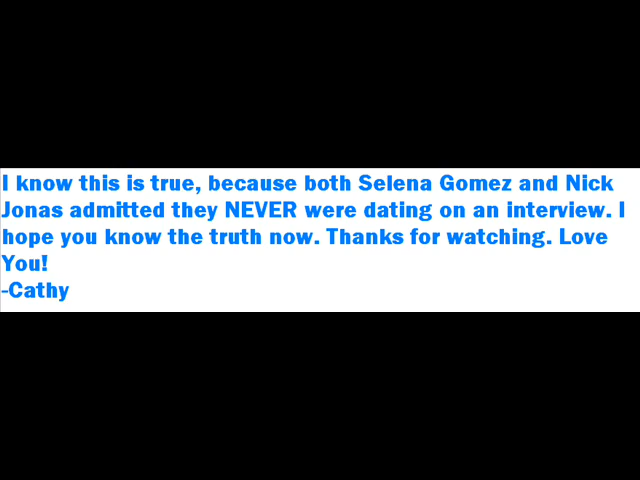 I know this is true, because both Selena Gomez and Nick
Jonas admitted they NEVER were dating on an interview. I
hope you know the truth now. Thanks for watching. Love
You!
-Cathy